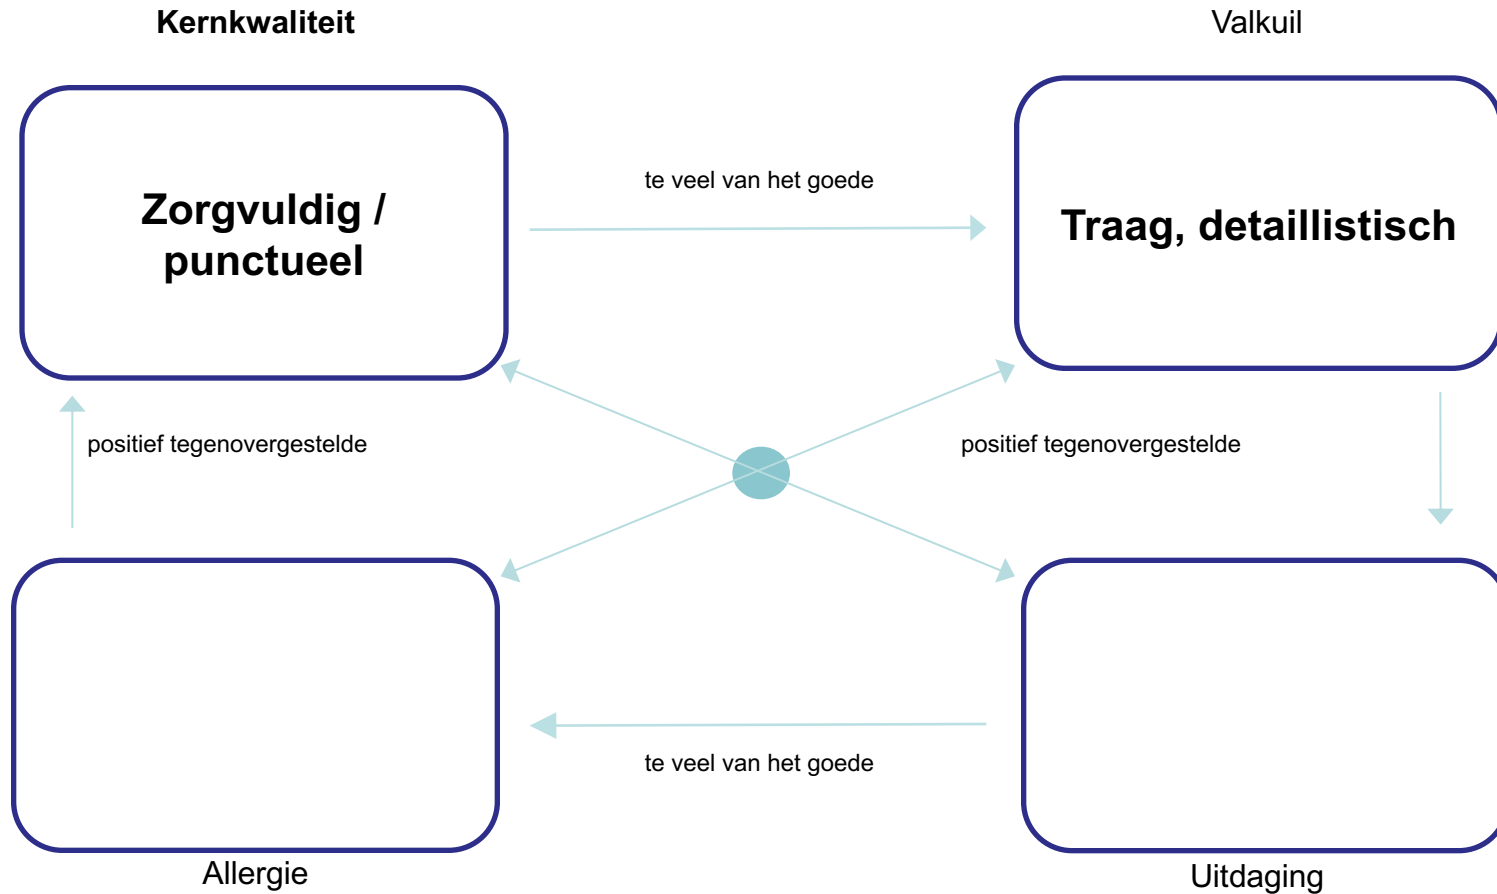 Kernkwaliteit
Valkuil
Zorgvuldig /
punctueel
te veel van het goede
Traag, detaillistisch
positief tegenovergestelde
positief tegenovergestelde
te veel van het goede
Allergie
Uitdaging